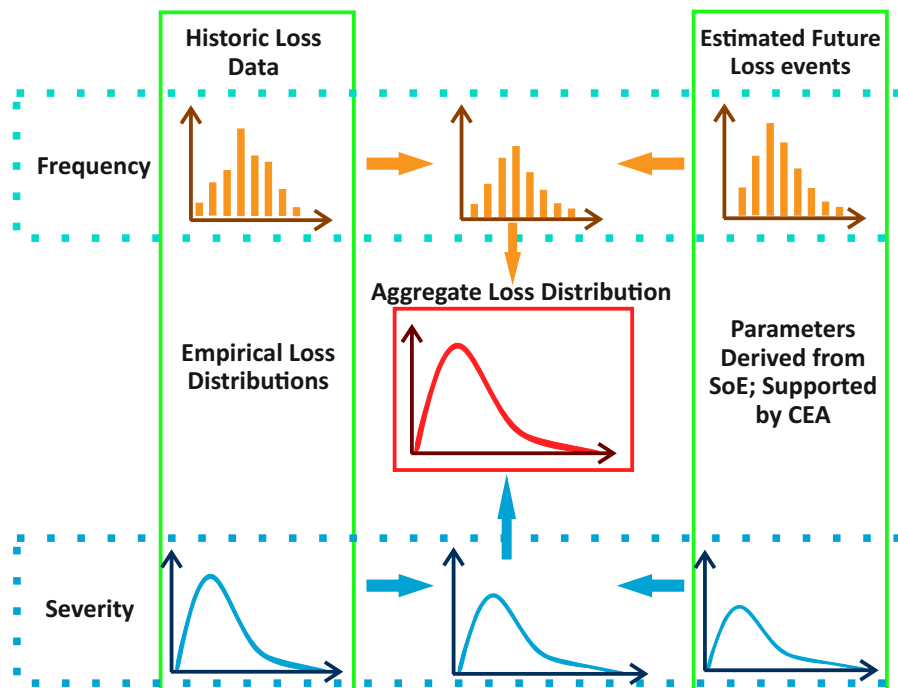 Historic Loss
Data
Estimated Future
Loss events
Frequency
Aggregate Loss Distribution
Empirical Loss
Distributions
Parameters
Derived from
SoE; Supported
by CEA
Severity